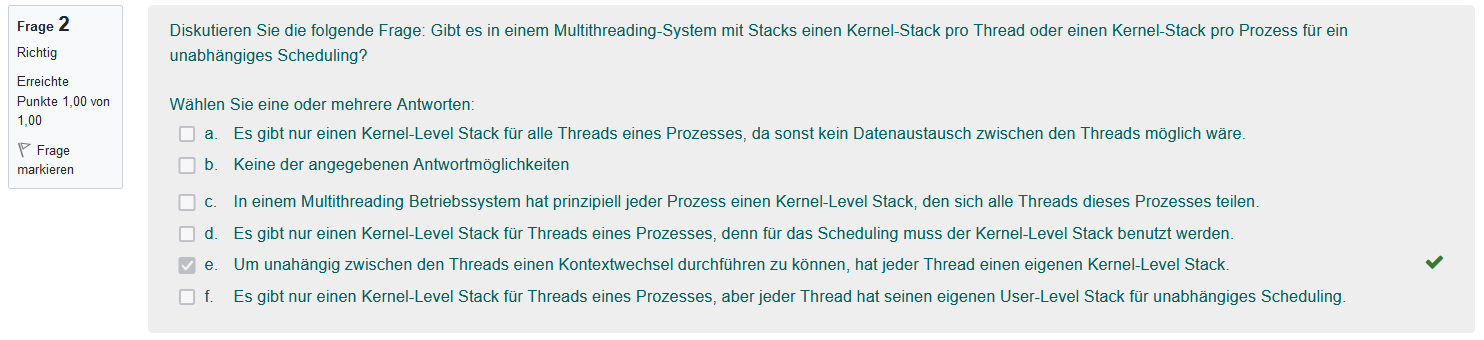 Frage 2
Richtig
Erreichte
Punkte 1,00 von
1,00
Frage
markieren
Diskutieren Sie die folgende Frage: Gibt es in einem Multithreading-System mit Stacks einen Kernel-Stack pro Thread oder einen Kernel-Stack pro Prozess für ein
unabhängiges Scheduling?
Wählen Sie eine oder mehrere Antworten:
a. Es gibt nur einen Kernel-Level Stack für alle Threads eines Prozesses, da sonst kein Datenaustausch zwischen den Threads möglich wäre.
b. Keine der angegebenen Antwortmöglichkeiten
c. In einem Multithreading Betriebssystem hat prinzipiell jeder Prozess einen Kernel-Level Stack, den sich alle Threads dieses Prozesses teilen.
d. Es gibt nur einen Kernel-Level Stack für Threads eines Prozesses, denn für das Scheduling muss der Kernel-Level Stack benutzt werden.
e. Um unahängig zwischen den Threads einen Kontextwechsel durchführen zu können, hat jeder Thread einen eigenen Kernel-Level Stack.
f. Es gibt nur einen Kernel-Level Stack für Threads eines Prozesses, aber jeder Thread hat seinen eigenen User-Level Stack für unabhängiges Scheduling.